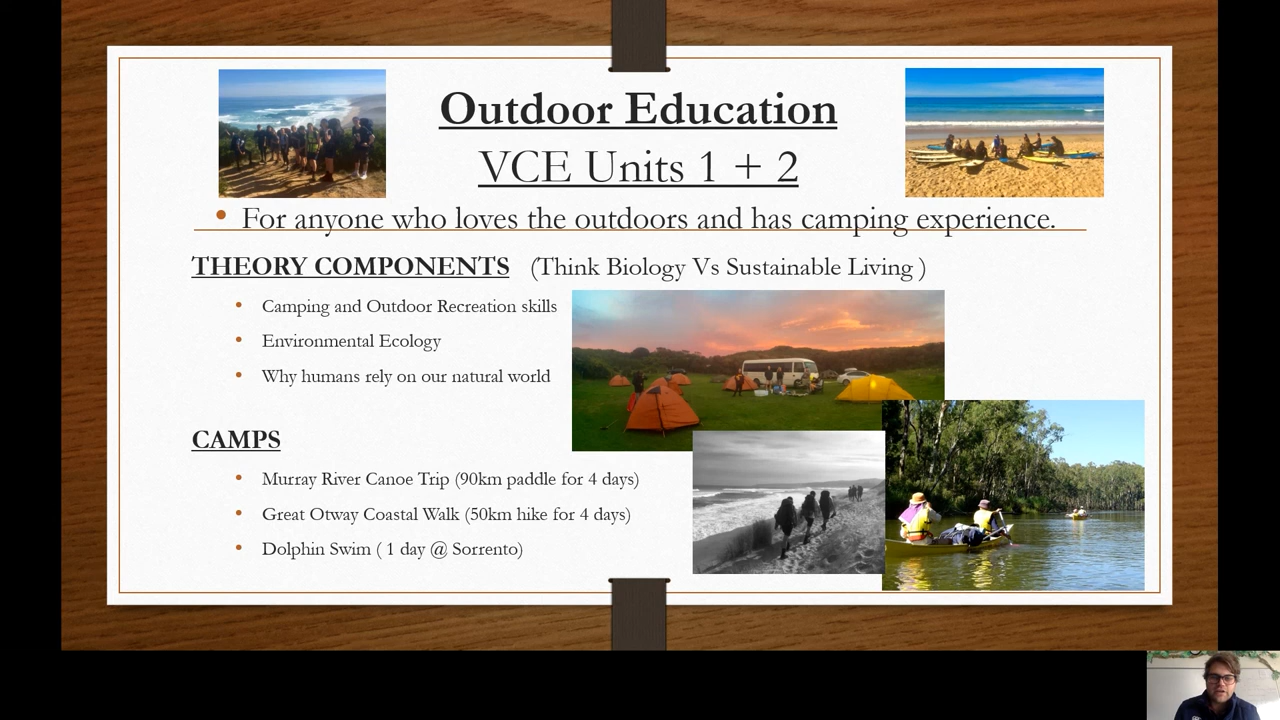 Outdoor Education
VCE Units 1 + 2
• For anyone who loves the outdoors and has camping experience.
THEORY COMPONENTS (Think Biology Vs Sustainable Living )
• Camping and Outdoor Recreation skills
• Environmental Ecology
• Why humans rely on our natural world
CAMPS
• Murray River Canoe Trip (90km paddle for 4 days)
• Great Otway Coastal Walk (50km hike for 4 days)
• Dolphin Swim ( 1 day @ Sorrento)